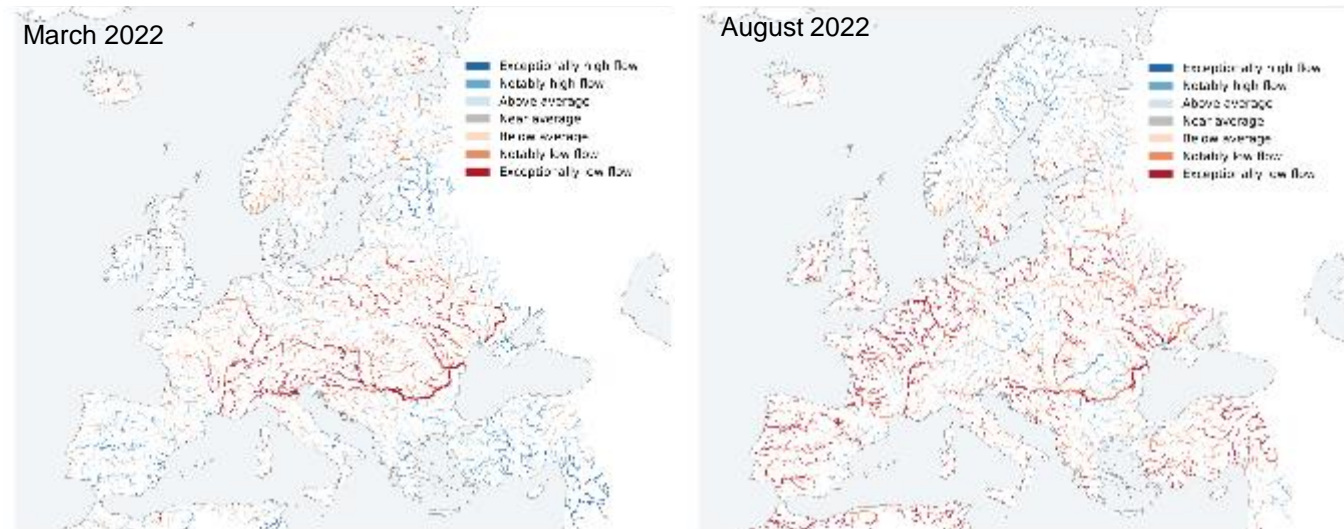 March 2022
Exceptionally high flow
Notably high flow
Above average
Near average
Below average
Notably low flow
Exceptionally low flow
August 2022
Exceptionally high flow
Notably high flow
Above average
Near average
Below average
Notably low flow
Exceptionally low flow